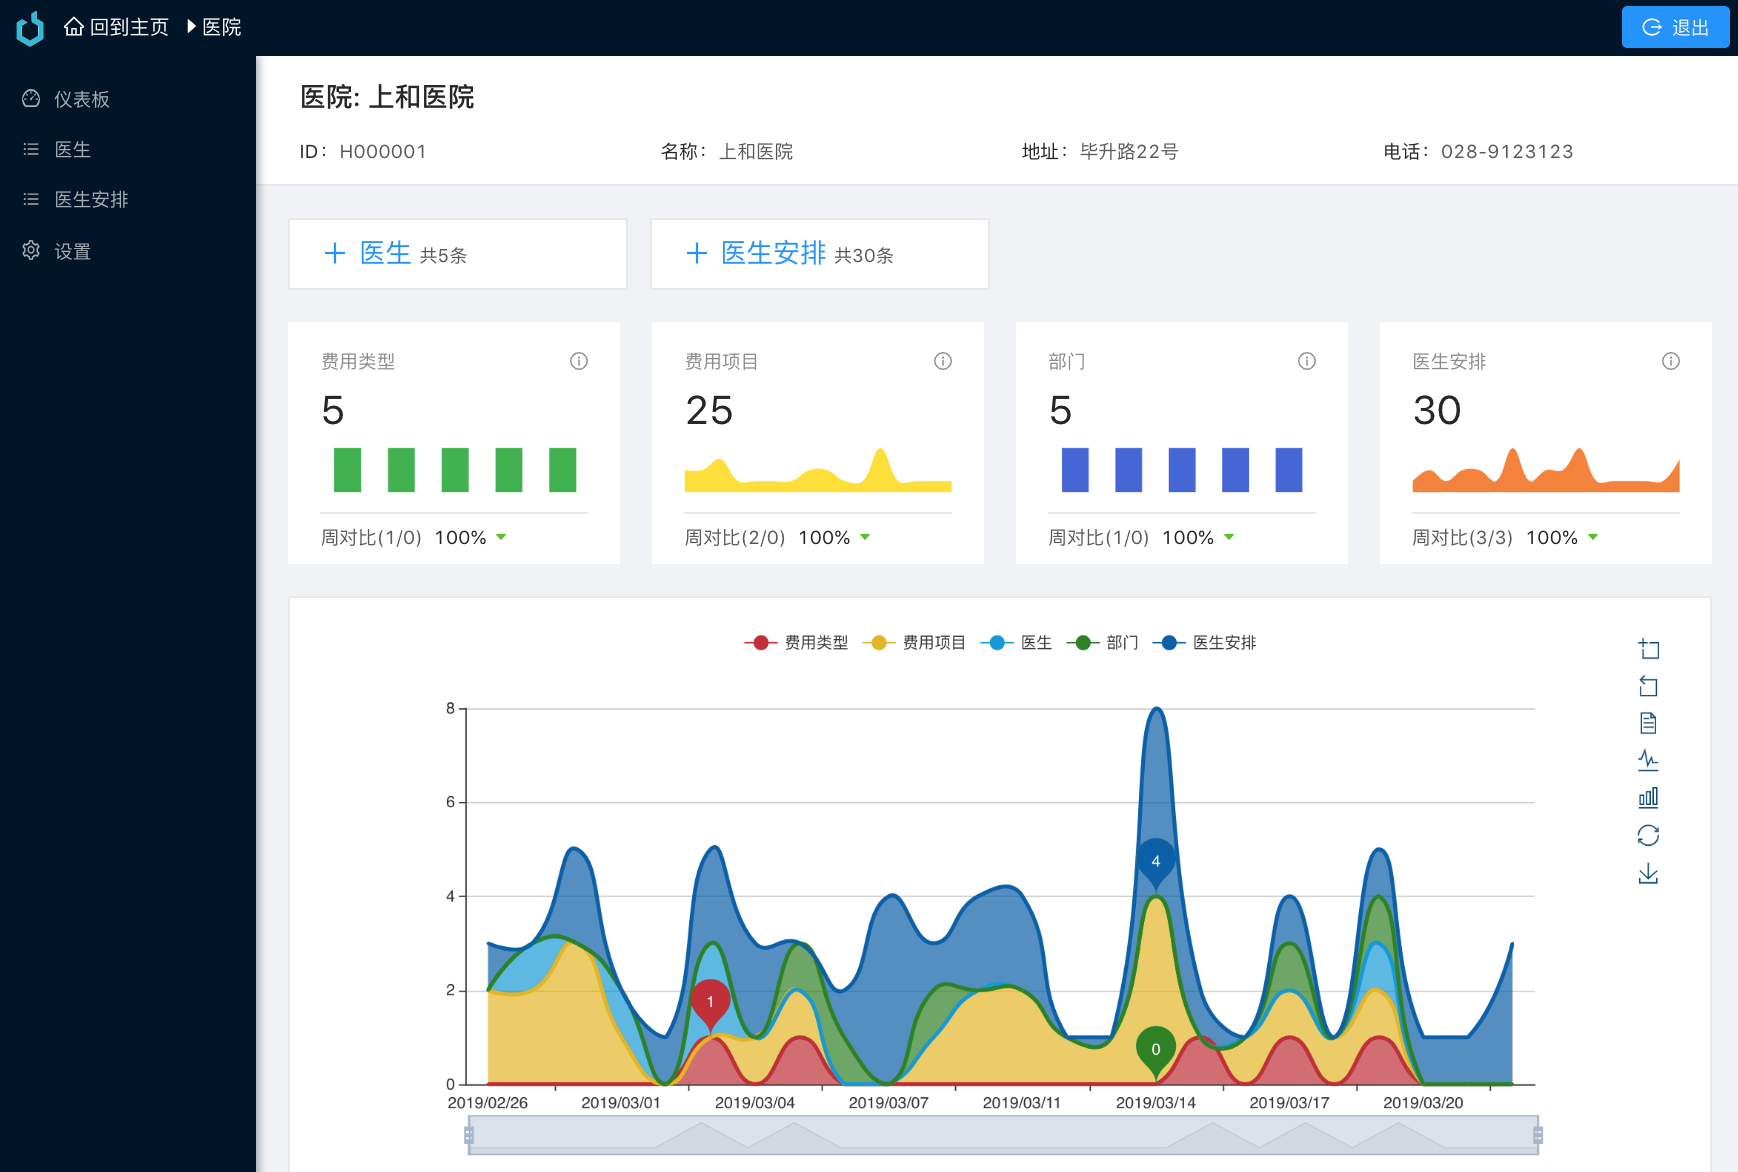 回到主页 医院
退出
仪表板
医生
医生安排
设置
医院: 上和医院
ID: H000001
名称: 上和医院
地址: 毕升路22号
电话: 028-9123123
+ 医生 共5条
+ 医生安排 共30条
费用类型
5
周对比(1/0) 100%
费用项目
25
周对比(2/0) 100%
部门
5
周对比(1/0) 100%
医生安排
30
周对比(3/3) 100%
费用类型 费用项目 医生 部门 医生安排
8
6
4
2
0
4
1
0
2019/02/26 2019/03/01 2019/03/04 2019/03/07 2019/03/11 2019/03/14 2019/03/17 2019/03/20